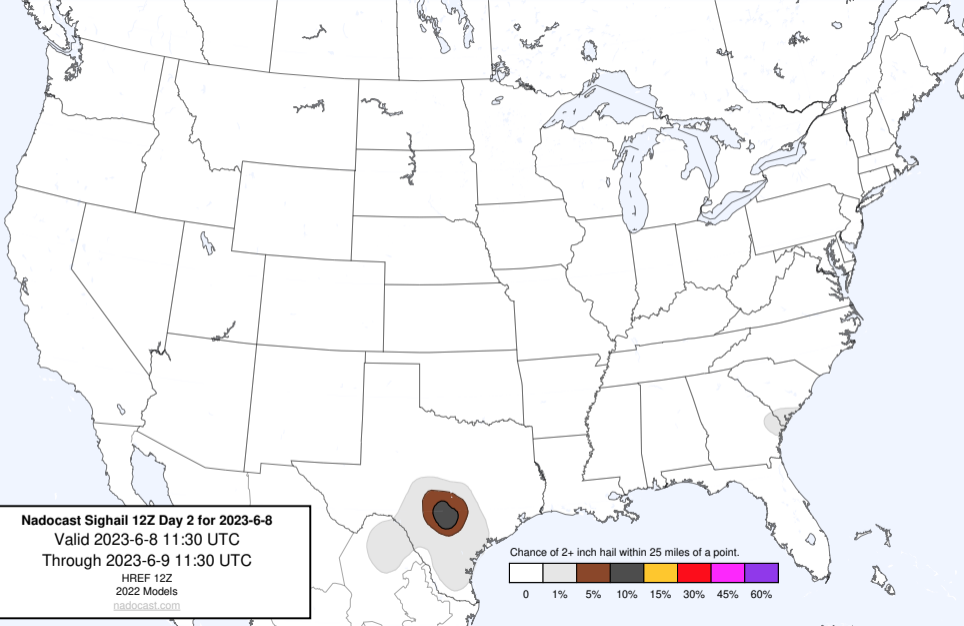 Nadocast Sighail 12Z Day 2 for 2023-6-8
Valid 2023-6-8 11:30 UTC
Through 2023-6-9 11:30 UTC
HREF 12Z
2022 Models
nadocast.com
Chance of 2+ inch hail within 25 miles of a point.
0 1% 5% 10% 15% 30% 45% 60%